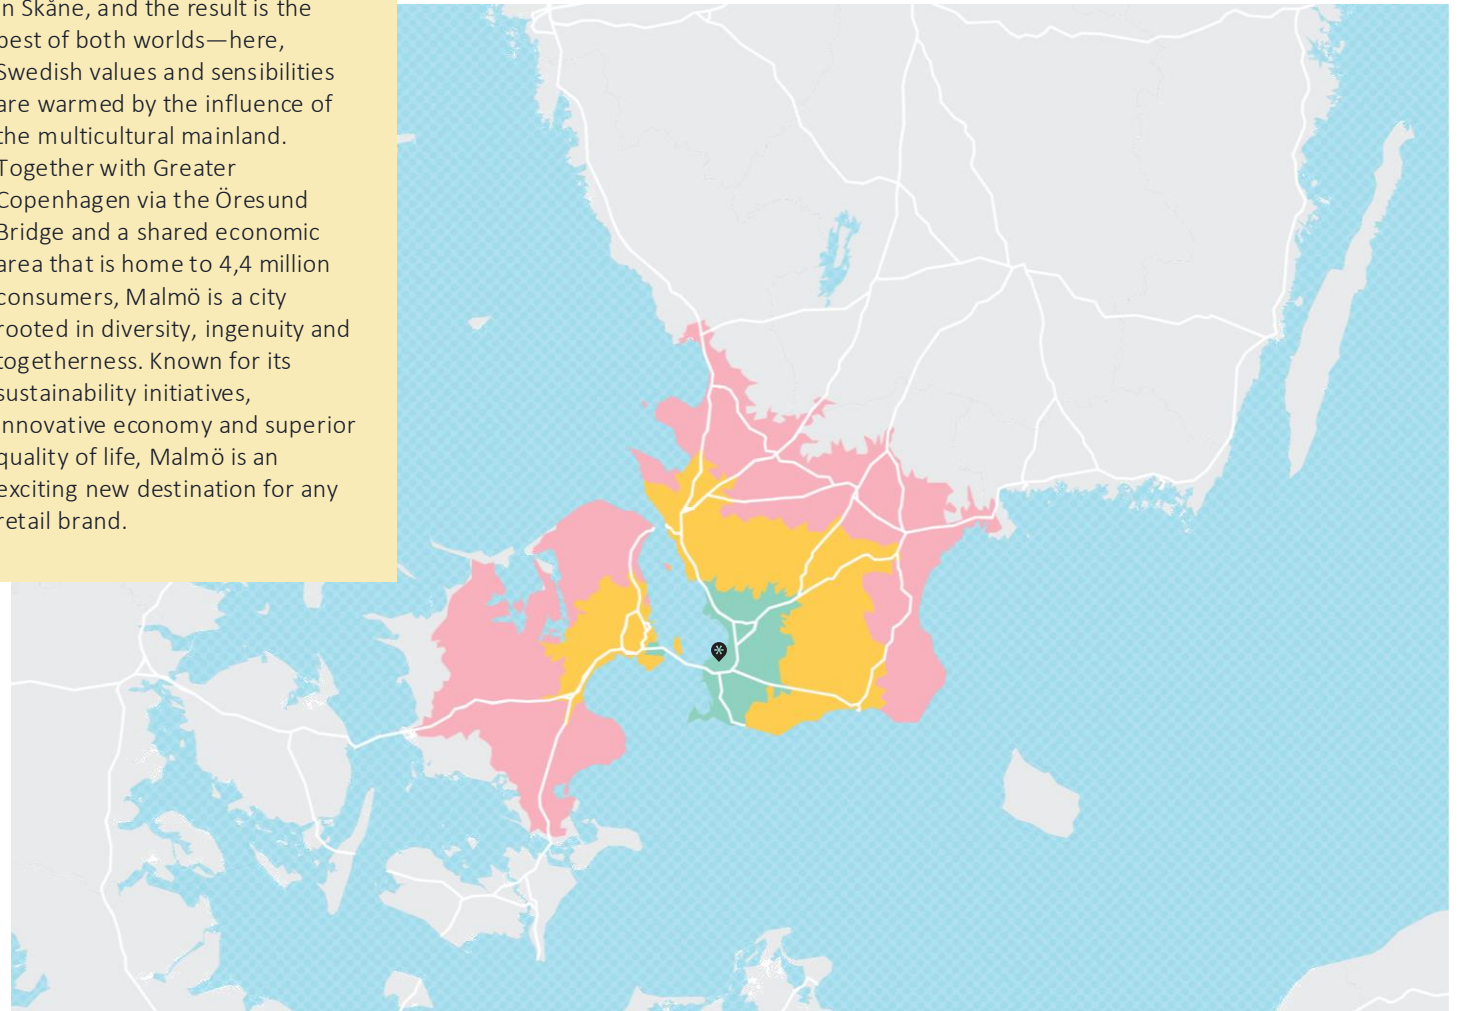 in Skåne, and the result is the
best of both worlds—here,
Swedish values and sensibilities
are warmed by the influence of
the multicultural mainland.
Together with Greater
Copenhagen via the Öresund
Bridge and a shared economic
area that is home to 4,4 million
consumers, Malmö is a city
rooted in diversity, ingenuity and
togetherness. Known for its
sustainability initiatives,
innovative economy and superior
quality of life, Malmö is an
exciting new destination for any
retail brand.